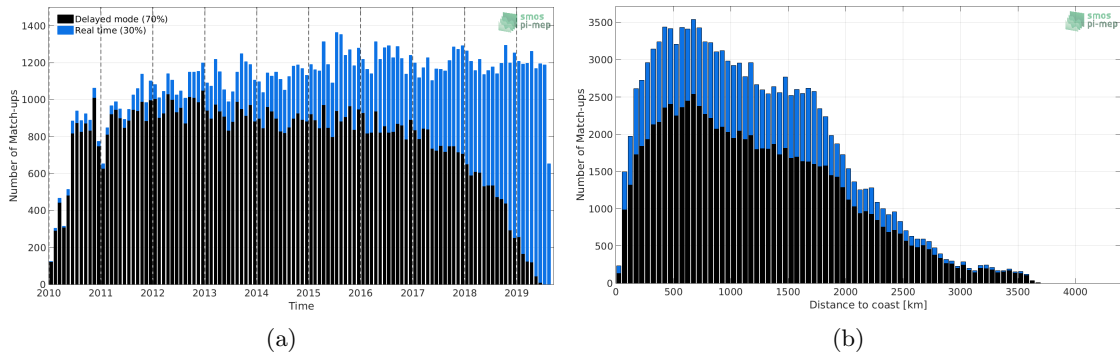 Delayed mode (70%)
Real time (30%)
smos
pi-mep
Number of Match-ups
1400
1200
1000
800
600
400
200
0
2010
2011
2012
2013
2014
2015
2016
2017
2018
2019
Time
(a)
smos
pi-mep
Number of Match-ups
3500
3000
2500
2000
1500
1000
500
0
0
500
1000
1500
2000
2500
3000
3500
4000
Distance to coast [km]
(b)